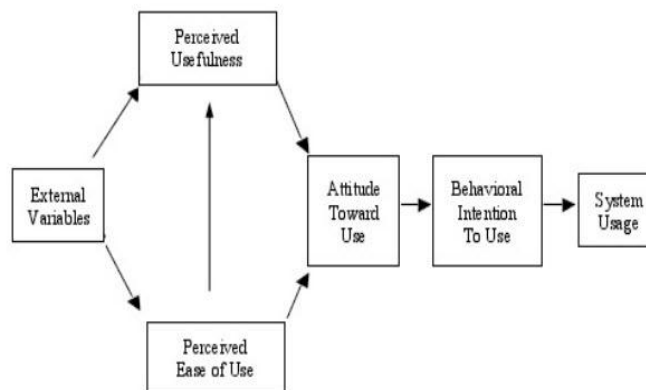 Perceived
Usefulness
External
Variables
Attitude
Toward
Use
Behavioral
Intention
To Use
System
Usage
Perceived
Ease of Use